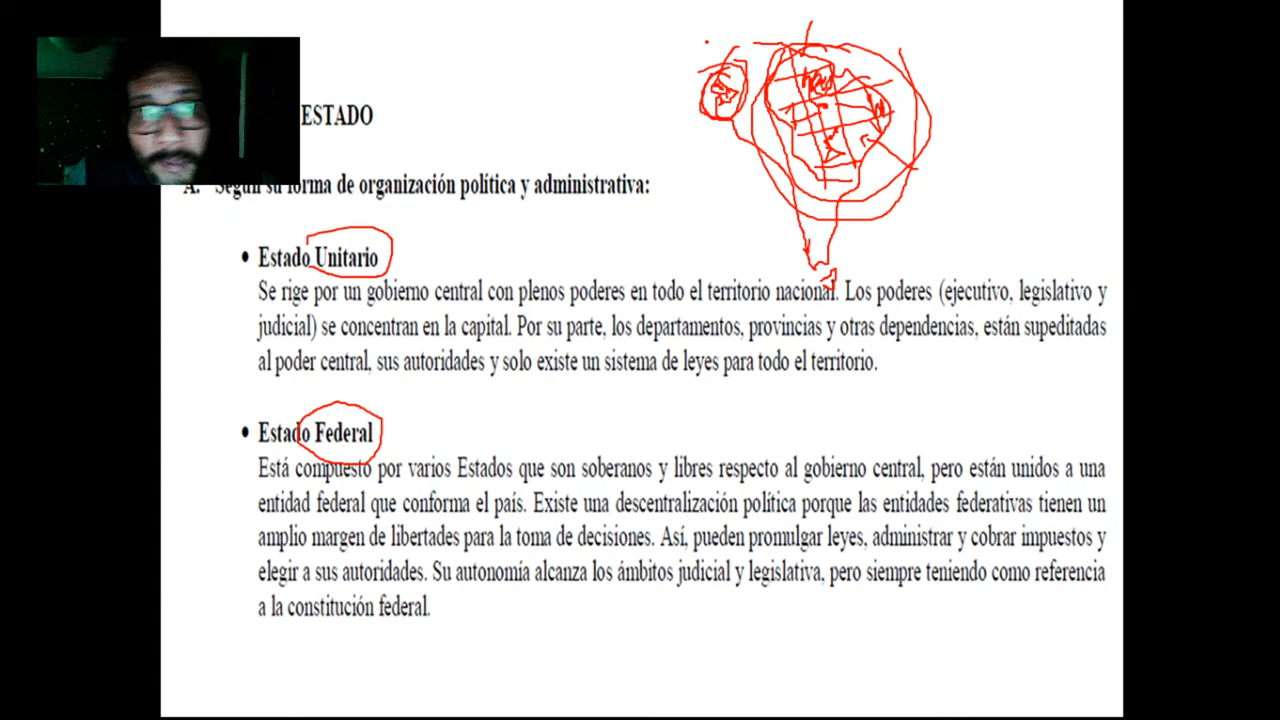 ESTADO
A. Según su forma de organización política y administrativa:
• Estado Unitario
Se rige por un gobierno central con plenos poderes en todo el territorio nacional. Los poderes (ejecutivo, legislativo y
judicial) se concentran en la capital. Por su parte, los departamentos, provincias y otras dependencias, están supeditadas
al poder central, sus autoridades y solo existe un sistema de leyes para todo el territorio.
• Estado Federal
Está compuesto por varios Estados que son soberanos y libres respecto al gobierno central, pero están unidos a una
entidad federal que conforma el país. Existe una descentralización política porque las entidades federativas tienen un
amplio margen de libertades para la toma de decisiones. Así, pueden promulgar leyes, administrar y cobrar impuestos y
elegir a sus autoridades. Su autonomía alcanza los ámbitos judicial y legislativa, pero siempre teniendo como referencia
a la constitución federal.